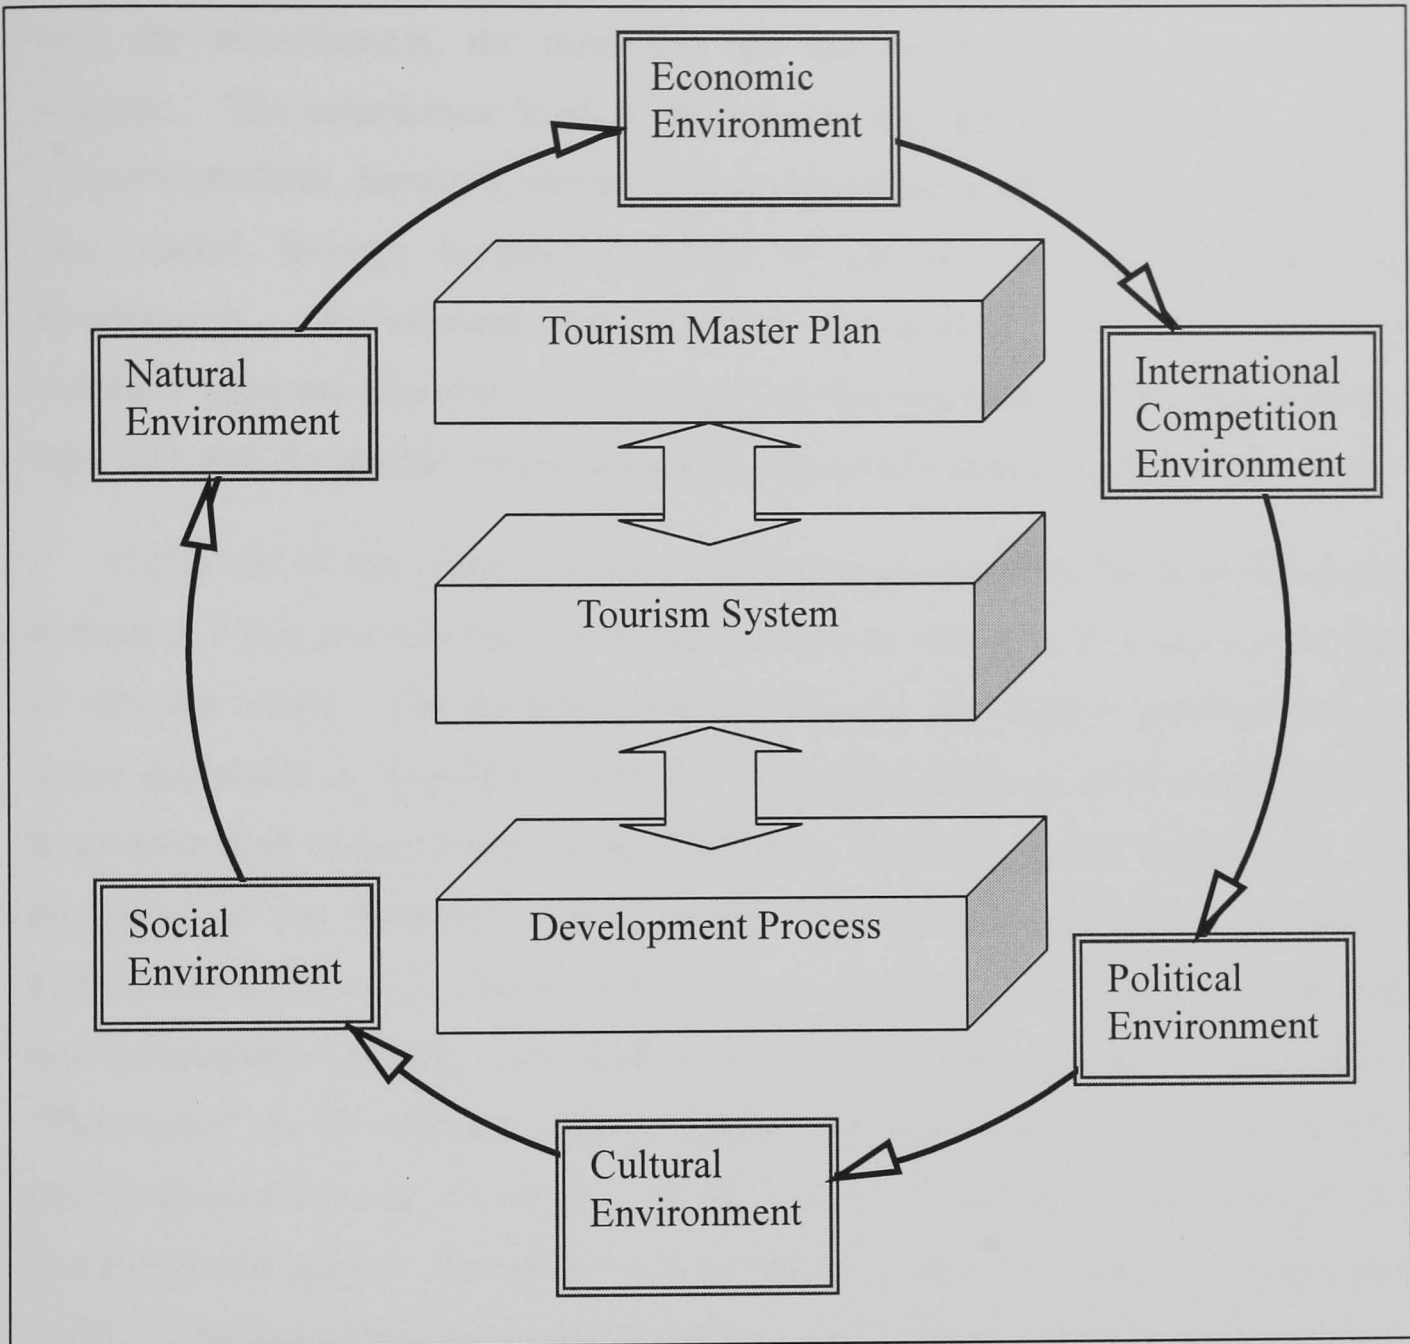 Economic
Environment
Tourism Master Plan
Natural
Environment
International
Competition
Environment
Tourism System
Development Process
Social
Environment
Political
Environment
Cultural
Environment